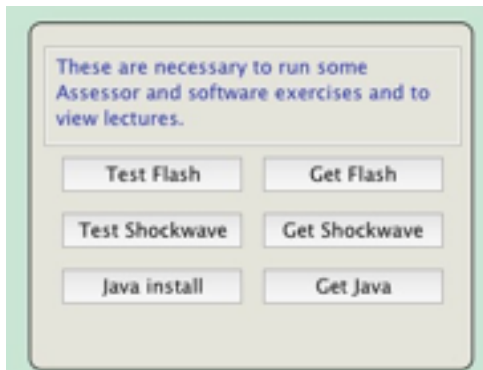 These are necessary to run some
Assessor and software exercises and to
view lectures.
Test Flash Get Flash
Test Shockwave Get Shockwave
Java install Get Java